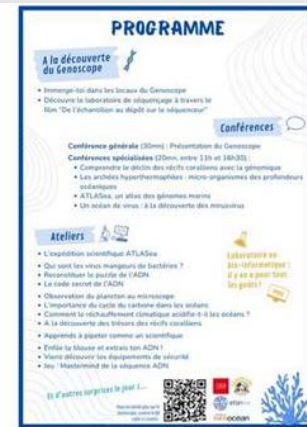 PROGRAMME
A la découverte
du Genoscope
• Immerge-toi dans les locaux du Genoscope
• Découvre le laboratoire de séquençage à travers le
film "De l'échantillon au dépôt sur le séquenceur"
Conférences
Conférence générale (30mn) : Présentation du Genoscope
Conférences spécialisées (20mn, entre 11h et 16h30) :
• Comprendre le déclin des récifs coralliens avec la génomique
• Les archées hyperthermophiles : micro-organismes des profondeurs
océaniques
• ATLASea, un atlas des génomes marins
• Un océan de virus : à la découverte des mirusvirus
Ateliers
• L'expédition scientifique ATLASea
• Qui sont les virus mangeurs de bactéries ?
• Reconstituer le puzzle de l'ADN
• Le code secret de l'ADN
• Observation du plancton au microscope
• L'importance du cycle du carbone dans les océans
• Comment le réchauffement climatique acidifie-t-il les océans ?
• A la découverte des trésors des récifs coralliens
• Apprends à pipeter comme un scientifique
• Enfile ta blouse et extrais ton ADN !
• Viens découvrir les équipements de sécurité
• Jeu : Mastermind de la séquence ADN
Laboratoire ou
bio-informatique :
il y en a pour tous
les goûts !
Et d'autres surprises le jour J...